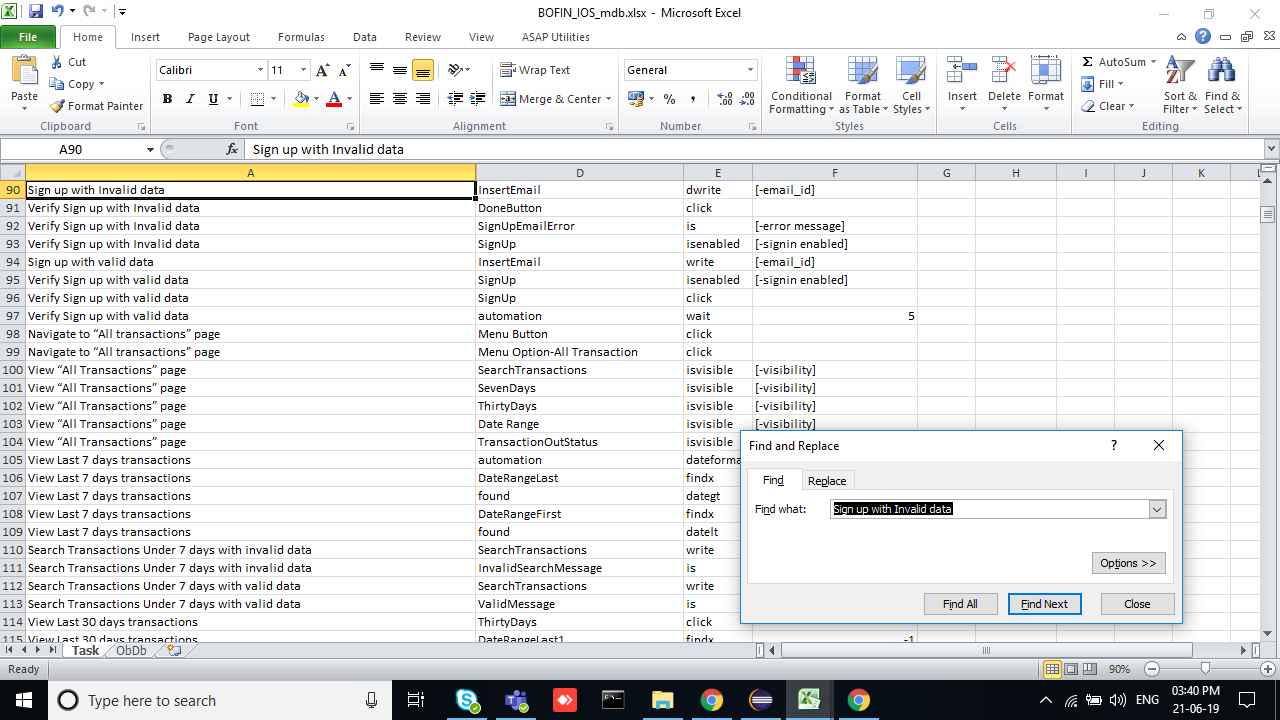 BOFIN_IOS_mdb.xlsx - Microsoft Excel
File Home Insert Page Layout Formulas Data Review View ASAP Utilities
Paste Cut Copy Format Painter Clipboard
Calibri 11 B I U A A A Font
Wrap Text Merge & Center Alignment
General % , Number
Conditional Formatting Format as Table Cell Styles Styles
Insert Delete Format Cells
Σ AutoSum Fill Clear Sort & Filter Find & Select Editing
A90 fx Sign up with Invalid data
A D E F G H I J K L
90 Sign up with Invalid data InsertEmail dwrite [-email_id]
91 Verify Sign up with Invalid data DoneButton click
92 Verify Sign up with Invalid data SignUpEmailError is [-error message]
93 Verify Sign up with Invalid data SignUp isenabled [-signin enabled]
94 Sign up with valid data InsertEmail write [-email_id]
95 Verify Sign up with valid data SignUp isenabled [-signin enabled]
96 Verify Sign up with valid data SignUp click
97 Verify Sign up with valid data automation wait 5
98 Navigate to “All transactions” page Menu Button click
99 Navigate to “All transactions” page Menu Option-All Transaction click
100 View “All Transactions” page SearchTransactions isvisible [-visibility]
101 View “All Transactions” page SevenDays isvisible [-visibility]
102 View “All Transactions” page ThirtyDays isvisible [-visibility]
103 View “All Transactions” page Date Range isvisible [-visibility]
104 View “All Transactions” page TransactionOutStatus isvisible
105 View Last 7 days transactions automation dateforma
106 View Last 7 days transactions DateRangeLast findx
107 View Last 7 days transactions found dategt
108 View Last 7 days transactions DateRangeFirst findx
109 View Last 7 days transactions found datelt
110 Search Transactions Under 7 days with invalid data SearchTransactions write
111 Search Transactions Under 7 days with invalid data InvalidSearchMessage is
112 Search Transactions Under 7 days with valid data SearchTransactions write
113 Search Transactions Under 7 days with valid data ValidMessage is
114 View Last 30 days transactions ThirtyDays click
115 View Last 30 days transactions DateRangeLast1 findx -1
Find and Replace ?
Find Replace
Find what: Sign up with Invalid data
Options >>
Find All Find Next Close
Task ObDb
Ready 90%
Type here to search ENG 03:40 PM
21-06-19